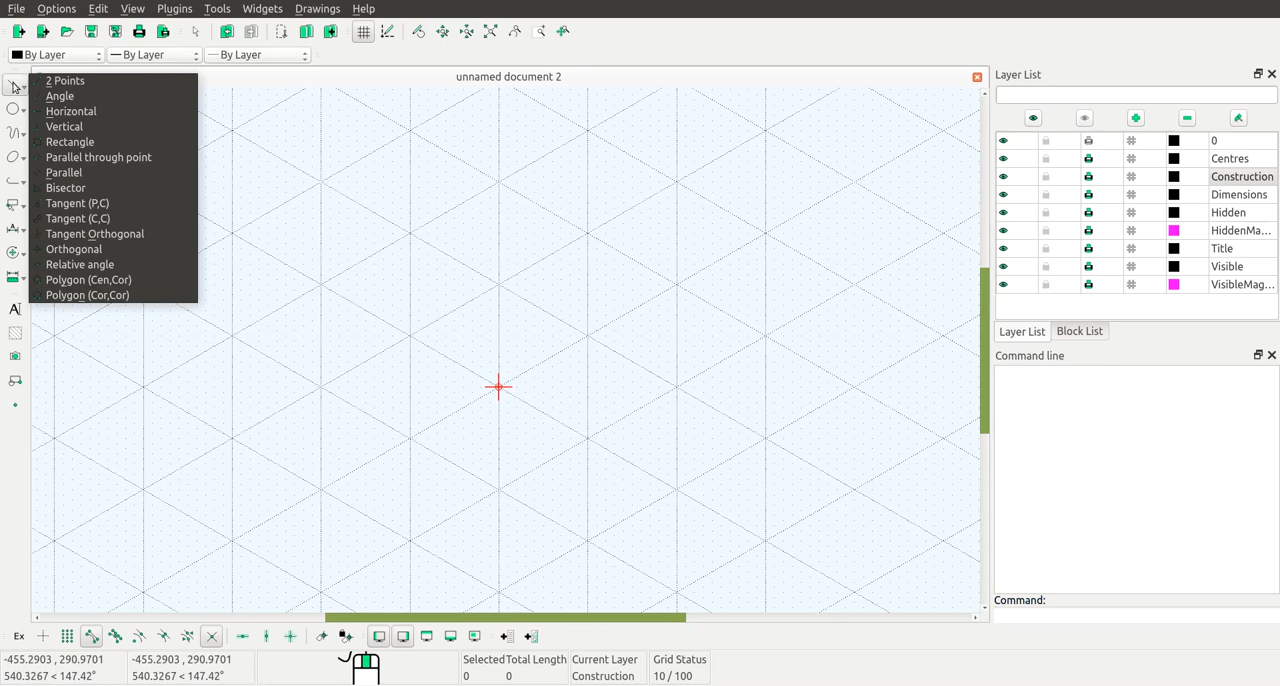 File Options Edit View Plugins Tools Widgets Drawings Help
By Layer By Layer By Layer
unnamed document 2
2 Points
Angle
Horizontal
Vertical
Rectangle
Parallel through point
Parallel
Bisector
Tangent (P,C)
Tangent (C,C)
Tangent Orthogonal
Orthogonal
Relative angle
Polygon (Cen,Cor)
Polygon (Cor,Cor)
A
Layer List
0
Centres
Construction
Dimensions
Hidden
HiddenMa...
Title
Visible
VisibleMag...
Layer List Block List
Command line
Command:
Ex
-455.2903 , 290.9701 -455.2903 , 290.9701 Selected Total Length Current Layer Grid Status
540.3267 < 147.42° 540.3267 < 147.42° 0 0 Construction 10 / 100